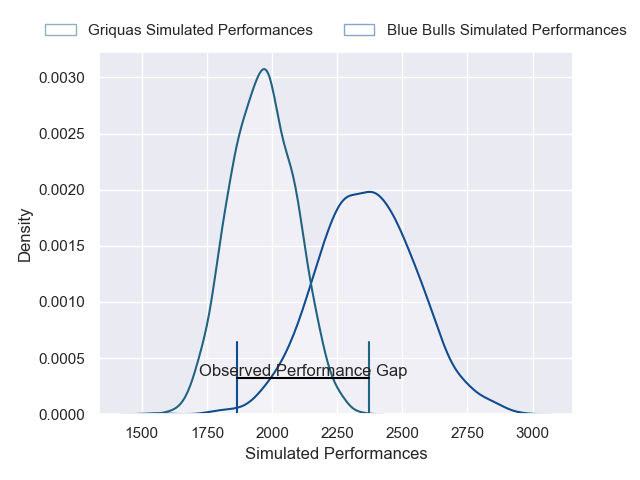 Griquas Simulated Performances
Blue Bulls Simulated Performances
0.0030
0.0025
0.0020
0.0015
0.0010
0.0005
0.0000
Density
Observed Performance Gap
1500 1750 2000 2250 2500 2750 3000
Simulated Performances